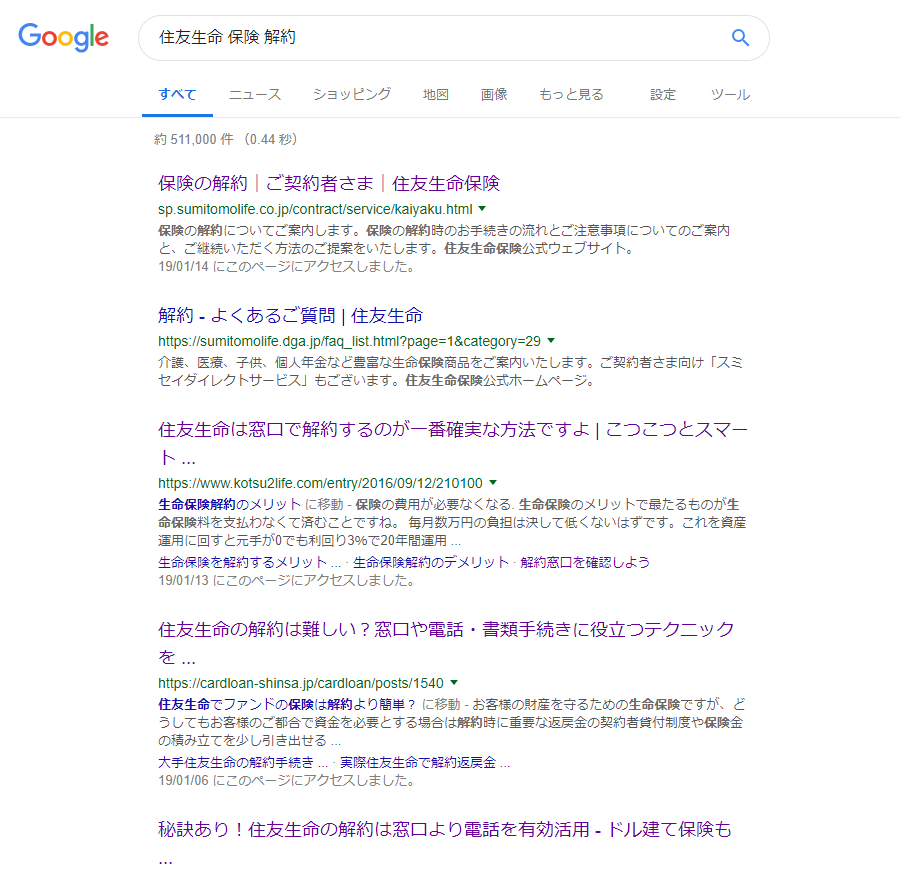 Google
住友生命 保険 解約
すべて ニュース ショッピング 地図 画像 もっと見る 設定 ツール
約 511,000 件 （0.44 秒）
保険の解約｜ご契約者さま｜住友生命保険
sp.sumitomolife.co.jp/contract/service/kaiyaku.html
保険の解約についてご案内します。保険の解約時のお手続きの流れとご注意事項についてのご案内
と、ご継続いただく方法のご提案をいたします。住友生命保険公式ウェブサイト。
19/01/14 にこのページにアクセスしました。
解約 - よくあるご質問 | 住友生命
https://sumitomolife.dga.jp/faq_list.html?page=1&category=29
介護、医療、子供、個人年金など豊富な生命保険商品をご案内いたします。ご契約者さま向け「スミ
セイダイレクトサービス」もございます。住友生命保険公式ホームページ。
住友生命は窓口で解約するのが一番確実な方法ですよ | こつこつとスマー
ト ...
https://www.kotsu2life.com/entry/2016/09/12/210100
生命保険解約のメリット に移動 - 保険の費用が必要なくなる. 生命保険のメリットで最たるものが生
命保険料を支払わなくて済むことですね。 毎月数万円の負担は決して低くないはずです。これを資産
運用に回すと元手が0でも利回り3%で20年間運用 ...
生命保険を解約するメリット ... · 生命保険解約のデメリット · 解約窓口を確認しよう
19/01/13 にこのページにアクセスしました。
住友生命の解約は難しい？窓口や電話・書類手続きに役立つテクニック
を ...
https://cardloan-shinsa.jp/cardloan/posts/1540
住友生命でファンドの保険は解約より簡単？ に移動 - お客様の財産を守るための生命保険ですが、ど
うしてもお客様のご都合で資金を必要とする場合は解約時に重要な返戻金の契約者貸付制度や保険金
の積み立てを少し引き出せる ...
大手住友生命の解約手続き ... · 実際住友生命で解約返戻金 ...
19/01/06 にこのページにアクセスしました。
秘訣あり！住友生命の解約は窓口より電話を有効活用 - ドル建て保険も
...